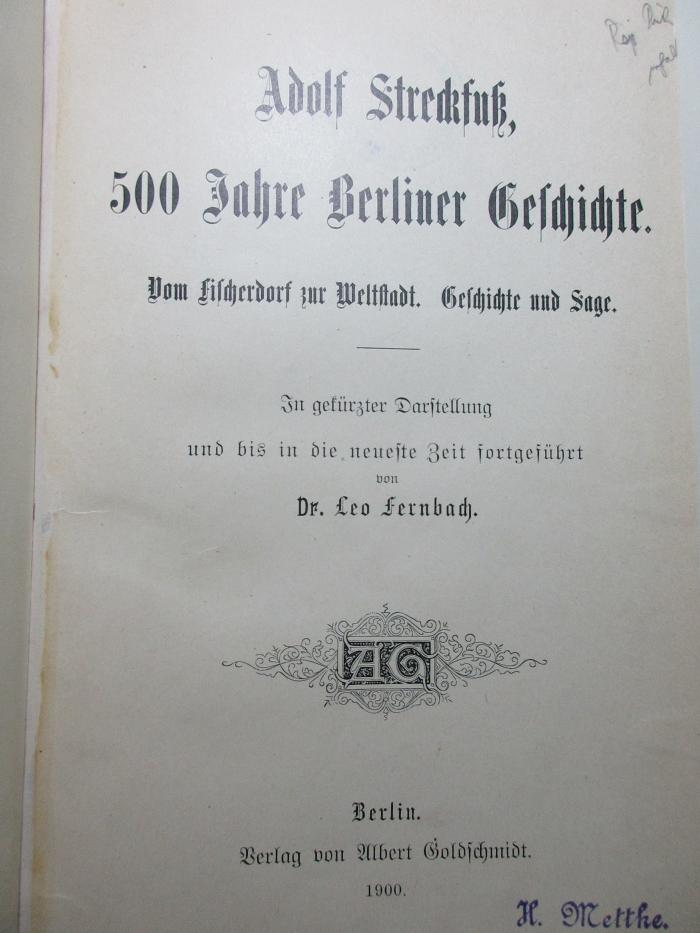 Adolf Streckfuß,
500 Jahre Berliner Geschichte.
Vom Fischerdorf zur Weltstadt. Geschichte und Sage.
In gekürzter Darstellung
und bis in die neueste Zeit fortgeführt
von
Dr. Leo Fernbach.
AG
Berlin.
Verlag von Albert Goldschmidt.
1900.
H. Mettke.